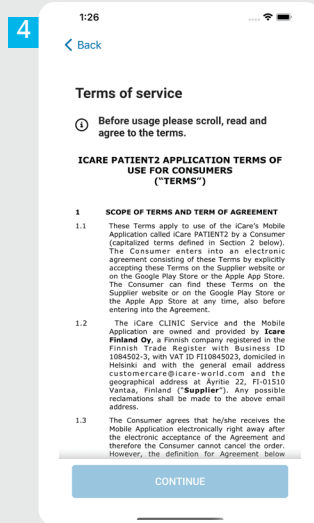 4
1:26
Back
Terms of service
Before usage please scroll, read and
agree to the terms.
ICARE PATIENT2 APPLICATION TERMS OF
USE FOR CONSUMERS
("TERMS")
1 SCOPE OF TERMS AND TERM OF AGREEMENT
1.1 These Terms apply to use of the iCare's Mobile
Application called iCare PATIENT2 by a Consumer
(capitalized terms defined in Section 2 below).
The Consumer enters into an electronic
agreement consisting of these Terms by explicitly
accepting these Terms on the Supplier website or
on the Google Play Store or the Apple App Store.
The Consumer can find these Terms on the
Supplier website or on the Google Play Store or
the Apple App Store at any time, also before
entering into the Agreement.
1.2 The iCare CLINIC Service and the Mobile
Application are owned and provided by Icare
Finland Oy, a Finnish company registered in the
Finnish Trade Register with Business ID
1084502-3, with VAT ID FI10845023, domiciled in
Helsinki and with the general email address
customercare@icare-world.com and the
geographical address at Äyritie 22, FI-01510
Vantaa, Finland ("Supplier"). Any possible
reclamations shall be made to the above email
address.
1.3 The Consumer agrees that he/she receives the
Mobile Application electronically right away after
the electronic acceptance of the Agreement and
therefore the Consumer cannot cancel the order.
However, the definition for Agreement below
CONTINUE